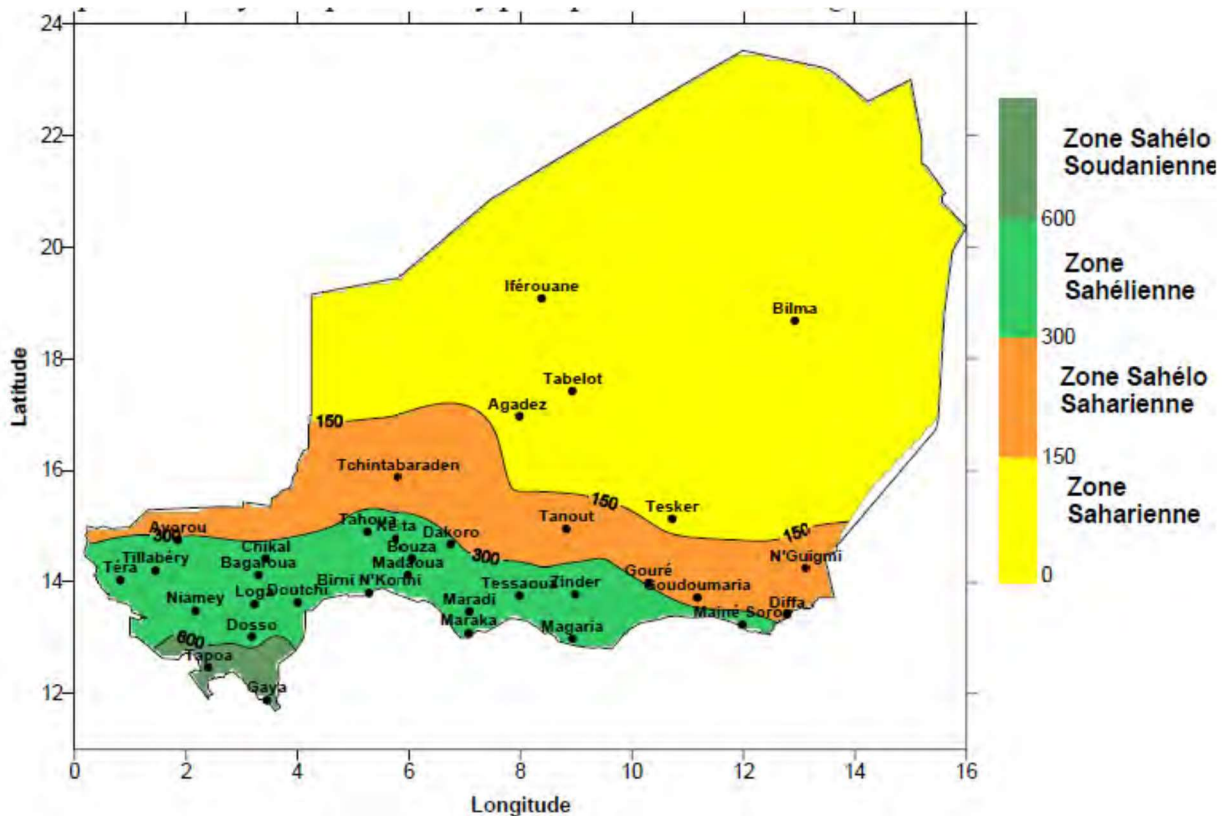 24
22
20
18
16
14
12
Latitude
0 2 4 6 8 10 12 14 16
Longitude
Iférouane
Bilma
Tabelot
Agadez
150
Tchintabaraden
150
Tesker
Tanout
150
Ayorou
300
Tahoua
Keita
Dakoro
Chikal
Bouza
300
N'Guigmi
Tillabéry
Bagaroua
Madaoua
Téra
Birni N'Konni
Tessaoua
Zinder
Gouré
Goudoumaria
Niamey
Loga
Doutchi
Maradi
Maïné Soroa
Diffa
Dosso
Maraka
Magaria
600
Tapoa
Gaya
Zone Sahélo
Soudanienne
600
Zone
Sahélienne
300
Zone Sahélo
Saharienne
150
Zone
Saharienne
0